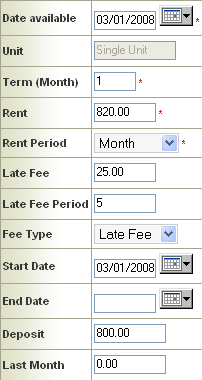 Date available 03/01/2008 *
Unit Single Unit
Term (Month) 1 *
Rent 820.00 *
Rent Period Month *
Late Fee 25.00
Late Fee Period 5
Fee Type Late Fee
Start Date 03/01/2008
End Date
Deposit 800.00
Last Month 0.00